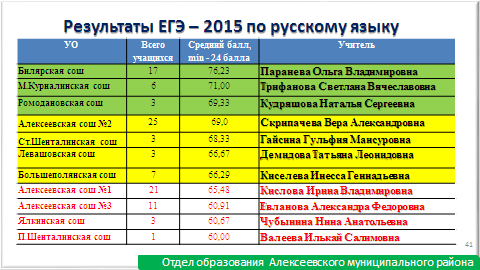 Результаты ЕГЭ – 2015 по русскому языку
УО Всего учащихся Средний балл, min - 24 балла Учитель
Билярская сош 17 76,23 Паранева Ольга Владимировна
М.Курналинская сош 6 71,00 Трифанова Светлана Вячеславовна
Ромодановская сош 3 69,33 Кудряшова Наталья Сергеевна
Алексеевская сош №2 25 69,0 Скрипачева Вера Александровна
Ст.Шенталинская сош 3 68,33 Гайсина Гульфия Мансуровна
Левашовская сош 3 66,67 Демидова Татьяна Леонидовна
Большеполянская сош 7 66,29 Киселева Инесса Геннадьевна
Алексеевская сош №1 21 65,48 Кислова Ирина Владимировна
Алексеевская сош №3 11 60,91 Евланова Александра Федоровна
Ялкинская сош 3 60,67 Чубынина Нина Анатольевна
П.Шенталинская сош 1 60,00 Валеева Илькай Салимовна
41
Отдел образования Алексеевского муниципального района